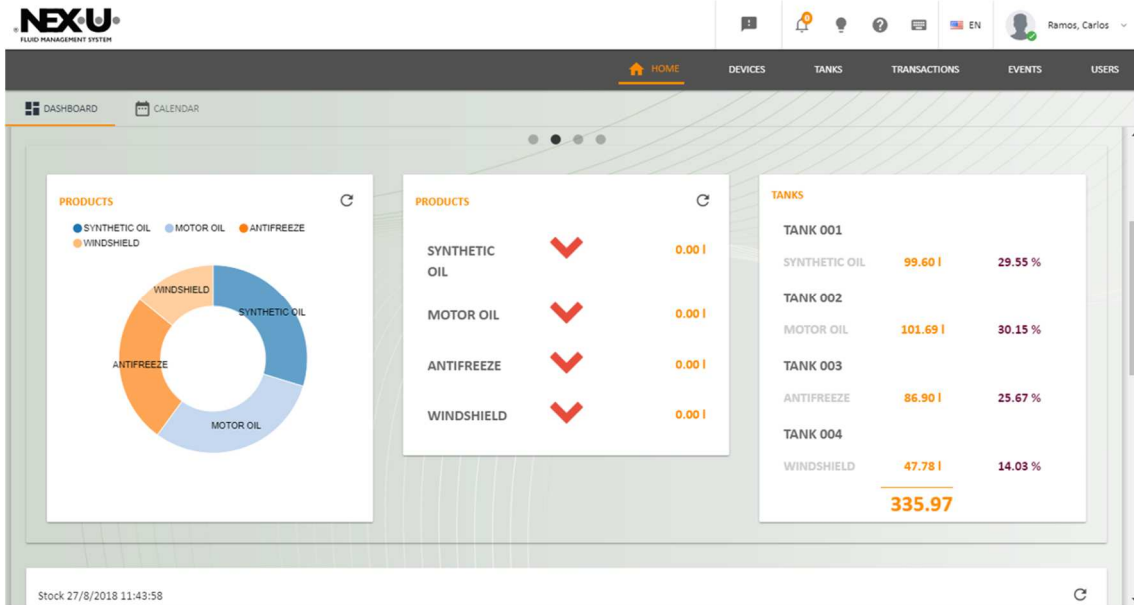 NEX·U·
FLUID MANAGEMENT SYSTEM
0
EN
Ramos, Carlos
HOME
DEVICES
TANKS
TRANSACTIONS
EVENTS
USERS
DASHBOARD
CALENDAR
PRODUCTS
SYNTHETIC OIL MOTOR OIL ANTIFREEZE
WINDSHIELD
WINDSHIELD
SYNTHETIC OIL
ANTIFREEZE
MOTOR OIL
PRODUCTS
SYNTHETIC
OIL
0.00 l
MOTOR OIL 0.00 l
ANTIFREEZE 0.00 l
WINDSHIELD 0.00 l
TANKS
TANK 001
SYNTHETIC OIL 99.60 l 29.55 %
TANK 002
MOTOR OIL 101.69 l 30.15 %
TANK 003
ANTIFREEZE 86.90 l 25.67 %
TANK 004
WINDSHIELD 47.78 l 14.03 %
335.97
Stock 27/8/2018 11:43:58